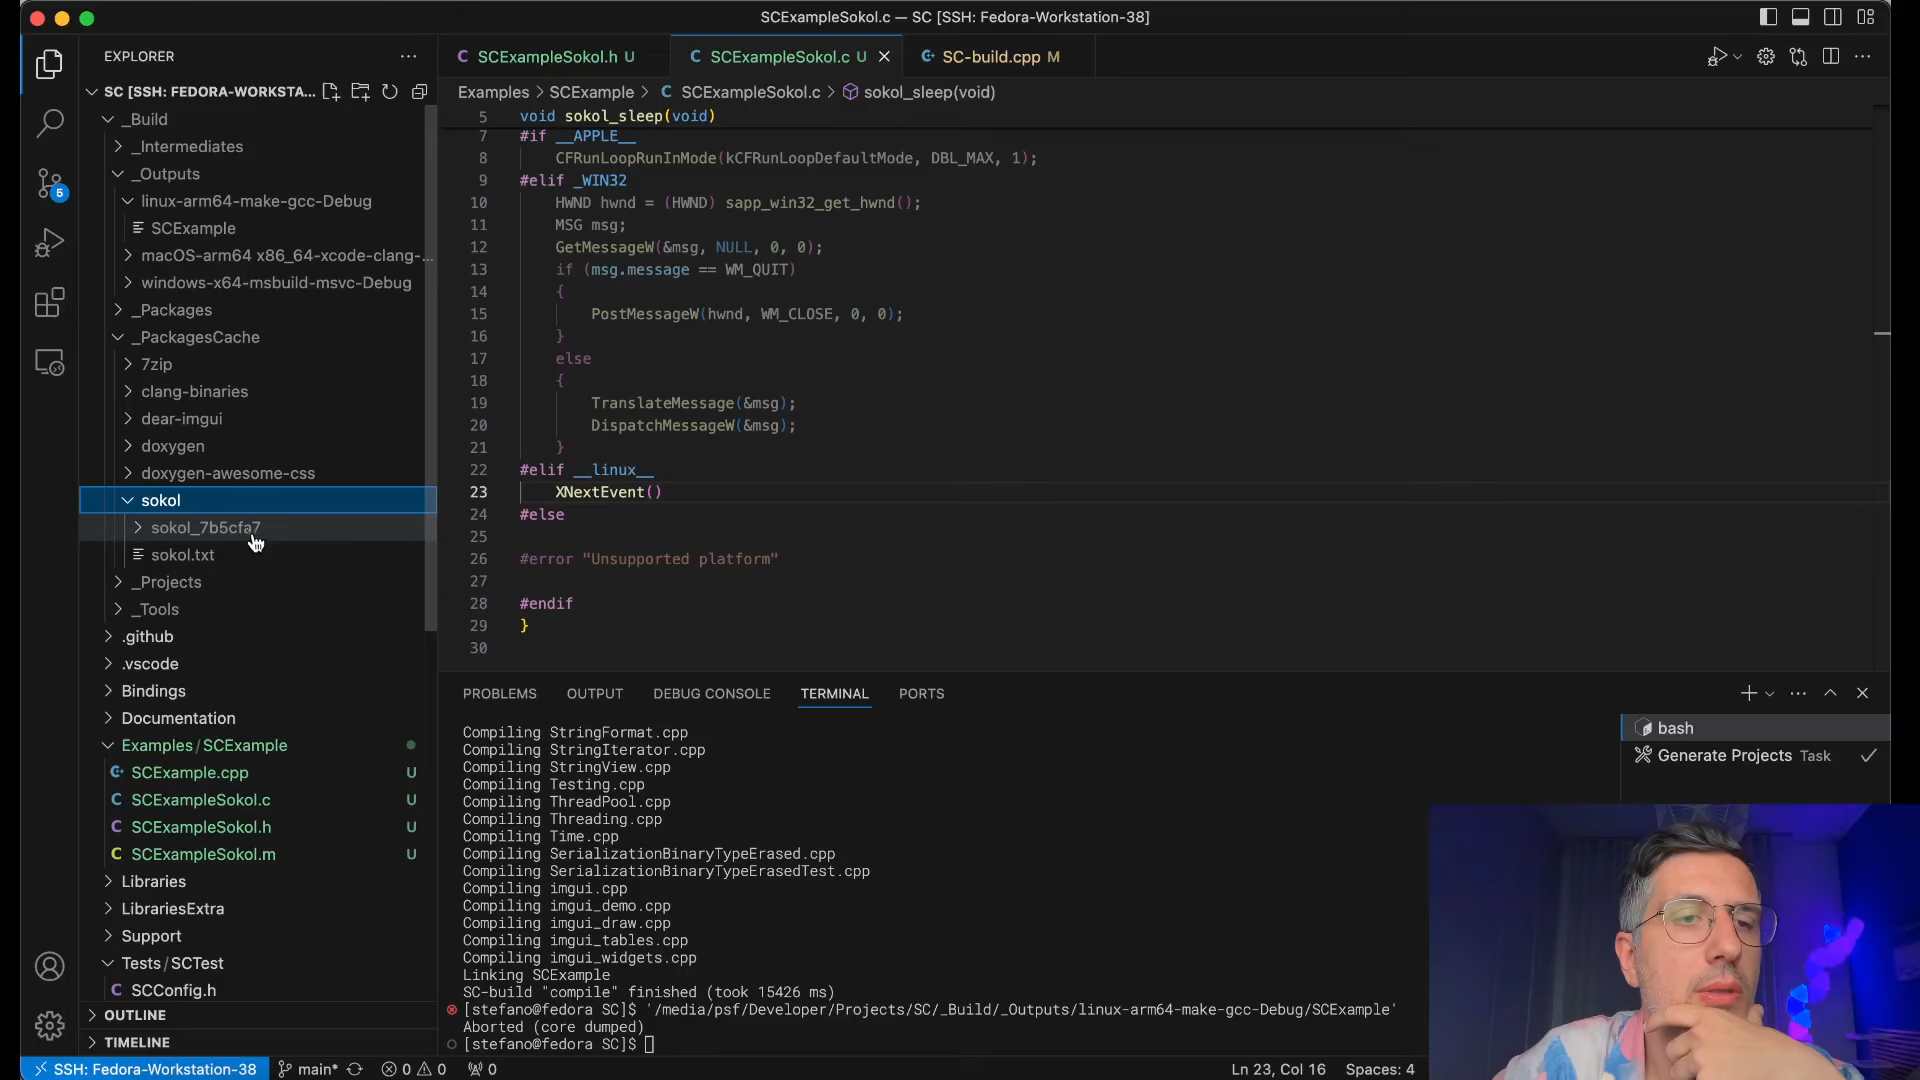 SCExampleSokol.c — SC [SSH: Fedora-Workstation-38]
EXPLORER
SC [SSH: FEDORA-WORKSTA...
_Build
_Intermediates
_Outputs
linux-arm64-make-gcc-Debug
SCExample
macOS-arm64 x86_64-xcode-clang-...
windows-x64-msbuild-msvc-Debug
_Packages
_PackagesCache
7zip
clang-binaries
dear-imgui
doxygen
doxygen-awesome-css
sokol
sokol_7b5cfa7
sokol.txt
_Projects
_Tools
.github
.vscode
Bindings
Documentation
Examples/SCExample
SCExample.cpp U
SCExampleSokol.c U
SCExampleSokol.h U
SCExampleSokol.m U
Libraries
LibrariesExtra
Support
Tests/SCTest
SCConfig.h
OUTLINE
TIMELINE
5
SCExampleSokol.h U
SCExampleSokol.c U
SC-build.cpp M
Examples > SCExample > C SCExampleSokol.c > sokol_sleep(void)
5 void sokol_sleep(void)
7 #if __APPLE__
8 CFRunLoopRunInMode(kCFRunLoopDefaultMode, DBL_MAX, 1);
9 #elif _WIN32
10 HWND hwnd = (HWND) sapp_win32_get_hwnd();
11 MSG msg;
12 GetMessageW(&msg, NULL, 0, 0);
13 if (msg.message == WM_QUIT)
14 {
15 PostMessageW(hwnd, WM_CLOSE, 0, 0);
16 }
17 else
18 {
19 TranslateMessage(&msg);
20 DispatchMessageW(&msg);
21 }
22 #elif __linux__
23 XNextEvent()
24 #else
25
26 #error "Unsupported platform"
27
28 #endif
29 }
30
PROBLEMS OUTPUT DEBUG CONSOLE TERMINAL PORTS
Compiling StringFormat.cpp
Compiling StringIterator.cpp
Compiling StringView.cpp
Compiling Testing.cpp
Compiling ThreadPool.cpp
Compiling Threading.cpp
Compiling Time.cpp
Compiling SerializationBinaryTypeErased.cpp
Compiling SerializationBinaryTypeErasedTest.cpp
Compiling imgui.cpp
Compiling imgui_demo.cpp
Compiling imgui_draw.cpp
Compiling imgui_tables.cpp
Compiling imgui_widgets.cpp
Linking SCExample
SC-build "compile" finished (took 15426 ms)
[stefano@fedora SC]$ '/media/psf/Developer/Projects/SC/_Build/_Outputs/linux-arm64-make-gcc-Debug/SCExample'
Aborted (core dumped)
[stefano@fedora SC]$
bash
Generate Projects Task
SSH: Fedora-Workstation-38 main* 0 0 0 Ln 23, Col 16 Spaces: 4